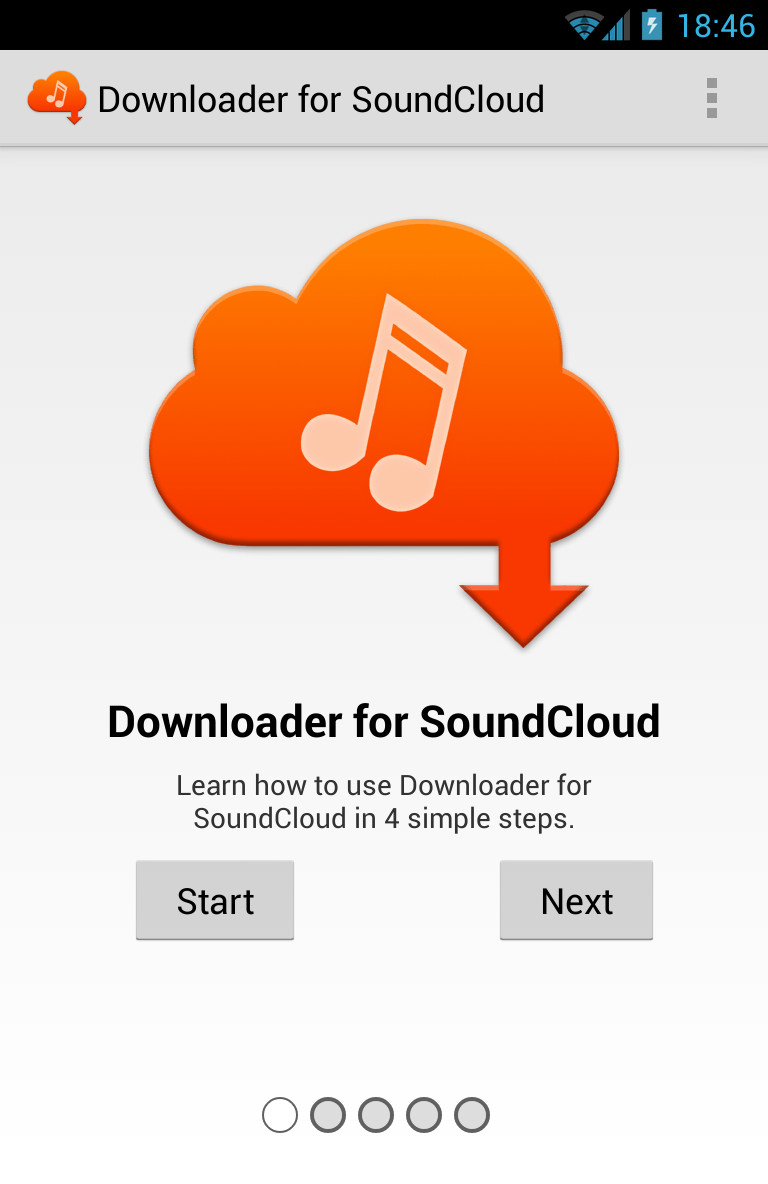 18:46
Downloader for SoundCloud
Downloader for SoundCloud
Learn how to use Downloader for
SoundCloud in 4 simple steps.
Start
Next